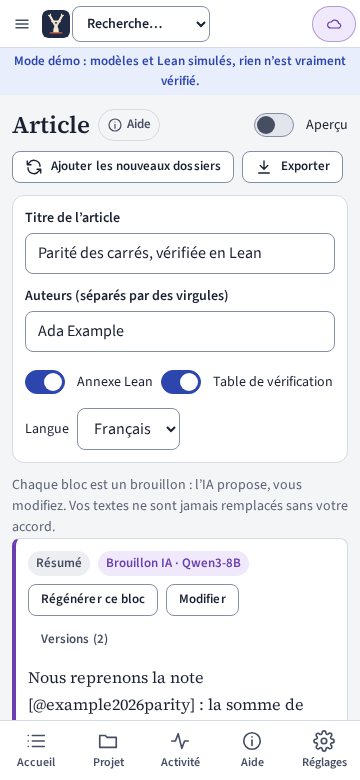 Recherche…
Mode démo : modèles et Lean simulés, rien n’est vraiment
vérifié.
Article
Aide
Aperçu
Ajouter les nouveaux dossiers
Exporter
Titre de l’article
Parité des carrés, vérifiée en Lean
Auteurs (séparés par des virgules)
Ada Example
Annexe Lean
Table de vérification
Langue
Français
Chaque bloc est un brouillon : l’IA propose, vous
modifiez. Vos textes ne sont jamais remplacés sans votre
accord.
Résumé
Brouillon IA · Qwen3-8B
Régénérer ce bloc
Modifier
Versions (2)
Nous reprenons la note
[@example2026parity] : la somme de
Accueil
Projet
Activité
Aide
Réglages